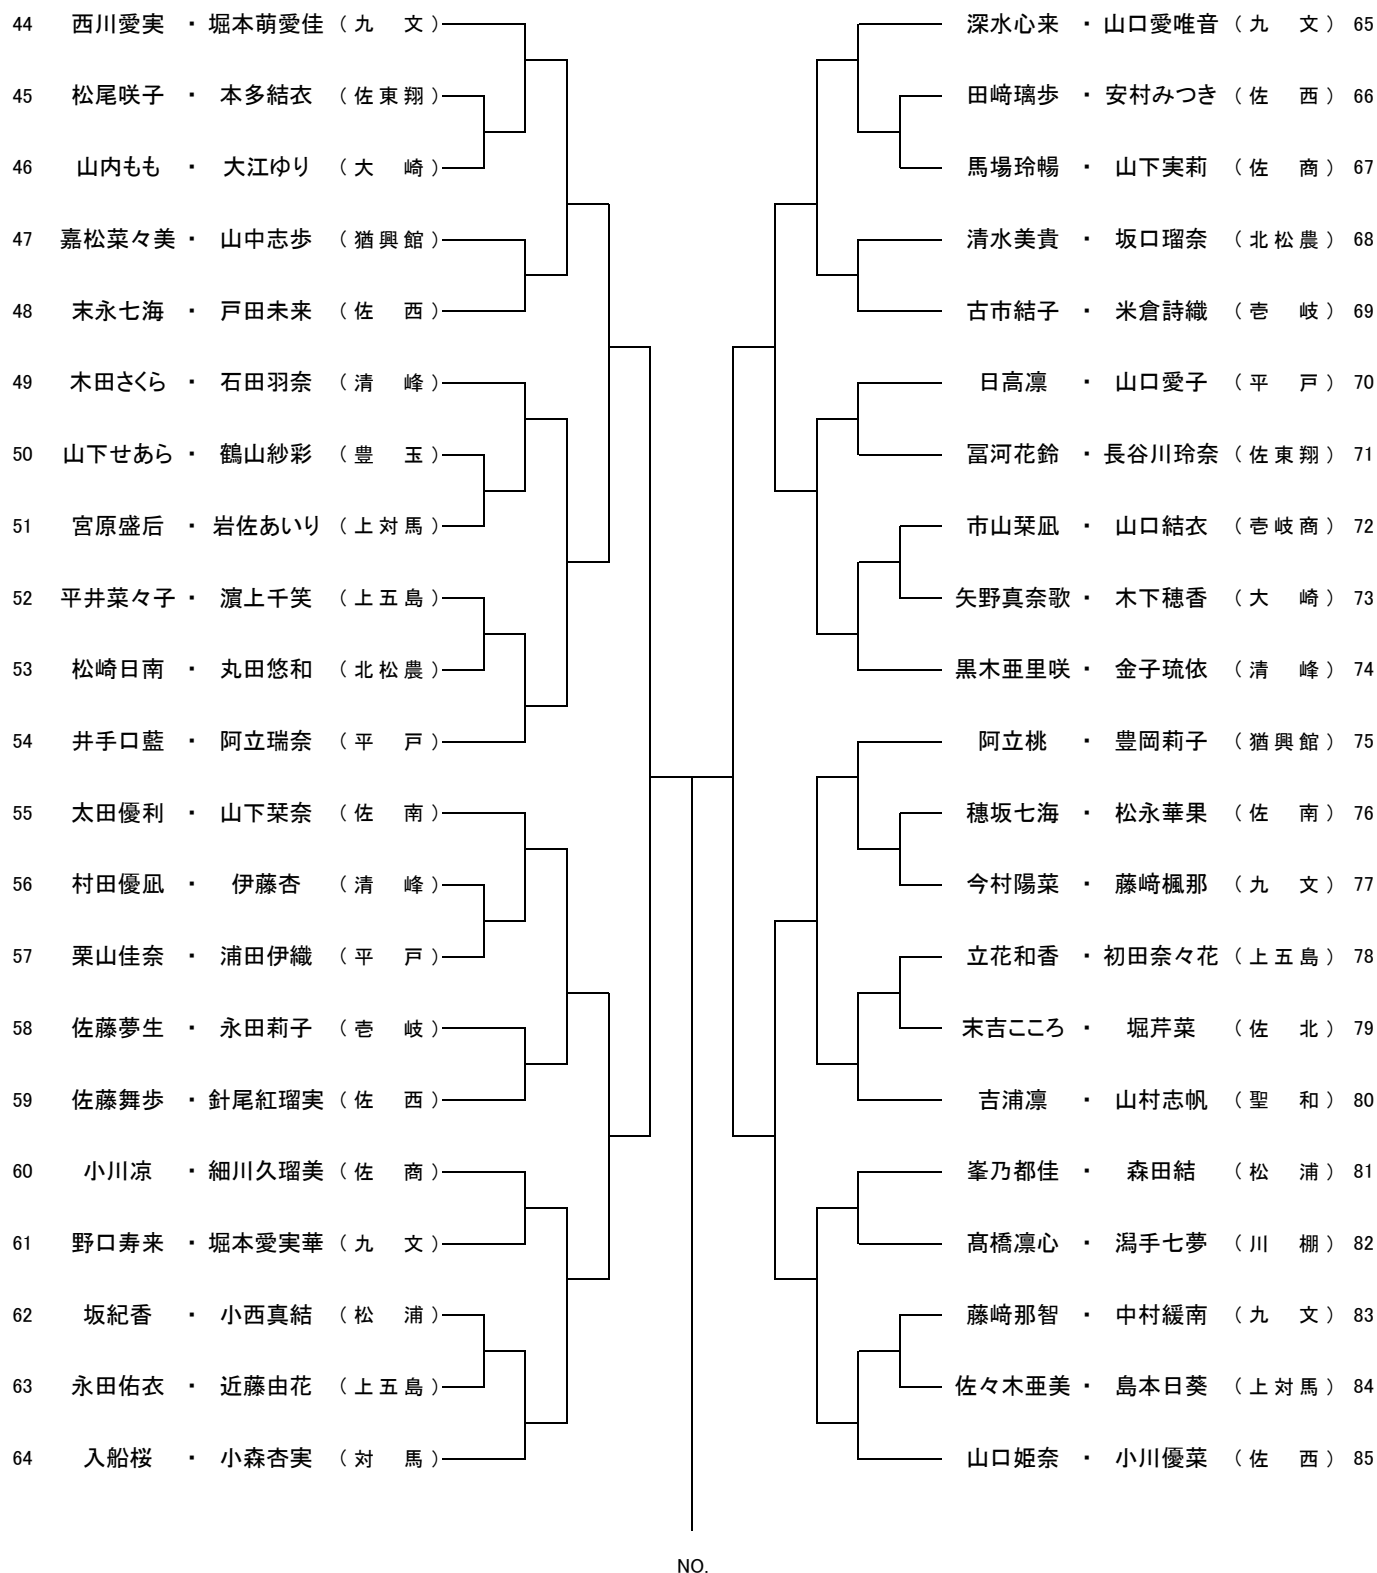 44 西川愛実 ・ 堀本萌愛佳 （ 九 文 ）
45 松尾咲子 ・ 本多結衣 （ 佐 東 翔 ）
46 山内もも ・ 大江ゆり （ 大 崎 ）
47 嘉松菜々美 ・ 山中志歩 （ 猶 興 館 ）
48 末永七海 ・ 戸田未来 （ 佐 西 ）
49 木田さくら ・ 石田羽奈 （ 清 峰 ）
50 山下せあら ・ 鶴山紗彩 （ 豊 玉 ）
51 宮原盛后 ・ 岩佐あいり （ 上 対 馬 ）
52 平井菜々子 ・ 濵上千笑 （ 上 五 島 ）
53 松崎日南 ・ 丸田悠和 （ 北 松 農 ）
54 井手口藍 ・ 阿立瑞奈 （ 平 戸 ）
55 太田優利 ・ 山下栞奈 （ 佐 南 ）
56 村田優凪 ・ 伊藤杏 （ 清 峰 ）
57 栗山佳奈 ・ 浦田伊織 （ 平 戸 ）
58 佐藤夢生 ・ 永田莉子 （ 壱 岐 ）
59 佐藤舞歩 ・ 針尾紅瑠実 （ 佐 西 ）
60 小川凉 ・ 細川久瑠美 （ 佐 商 ）
61 野口寿来 ・ 堀本愛実華 （ 九 文 ）
62 坂紀香 ・ 小西真結 （ 松 浦 ）
63 永田佑衣 ・ 近藤由花 （ 上 五 島 ）
64 入船桜 ・ 小森杏実 （ 対 馬 ）
深水心来 ・ 山口愛唯音 （ 九 文 ） 65
田﨑璃歩 ・ 安村みつき （ 佐 西 ） 66
馬場玲暢 ・ 山下実莉 （ 佐 商 ） 67
清水美貴 ・ 坂口瑠奈 （ 北 松 農 ） 68
古市結子 ・ 米倉詩織 （ 壱 岐 ） 69
日高凛 ・ 山口愛子 （ 平 戸 ） 70
冨河花鈴 ・ 長谷川玲奈 （ 佐 東 翔 ） 71
市山栞凪 ・ 山口結衣 （ 壱 岐 商 ） 72
矢野真奈歌 ・ 木下穂香 （ 大 崎 ） 73
黒木亜里咲 ・ 金子琉依 （ 清 峰 ） 74
阿立桃 ・ 豊岡莉子 （ 猶 興 館 ） 75
穗坂七海 ・ 松永華果 （ 佐 南 ） 76
今村陽菜 ・ 藤﨑楓那 （ 九 文 ） 77
立花和香 ・ 初田奈々花 （ 上 五 島 ） 78
末吉こころ ・ 堀芹菜 （ 佐 北 ） 79
吉浦凛 ・ 山村志帆 （ 聖 和 ） 80
峯乃都佳 ・ 森田結 （ 松 浦 ） 81
髙橋凛心 ・ 潟手七夢 （ 川 棚 ） 82
藤﨑那智 ・ 中村緩南 （ 九 文 ） 83
佐々木亜美 ・ 島本日葵 （ 上 対 馬 ） 84
山口姫奈 ・ 小川優菜 （ 佐 西 ） 85
NO.